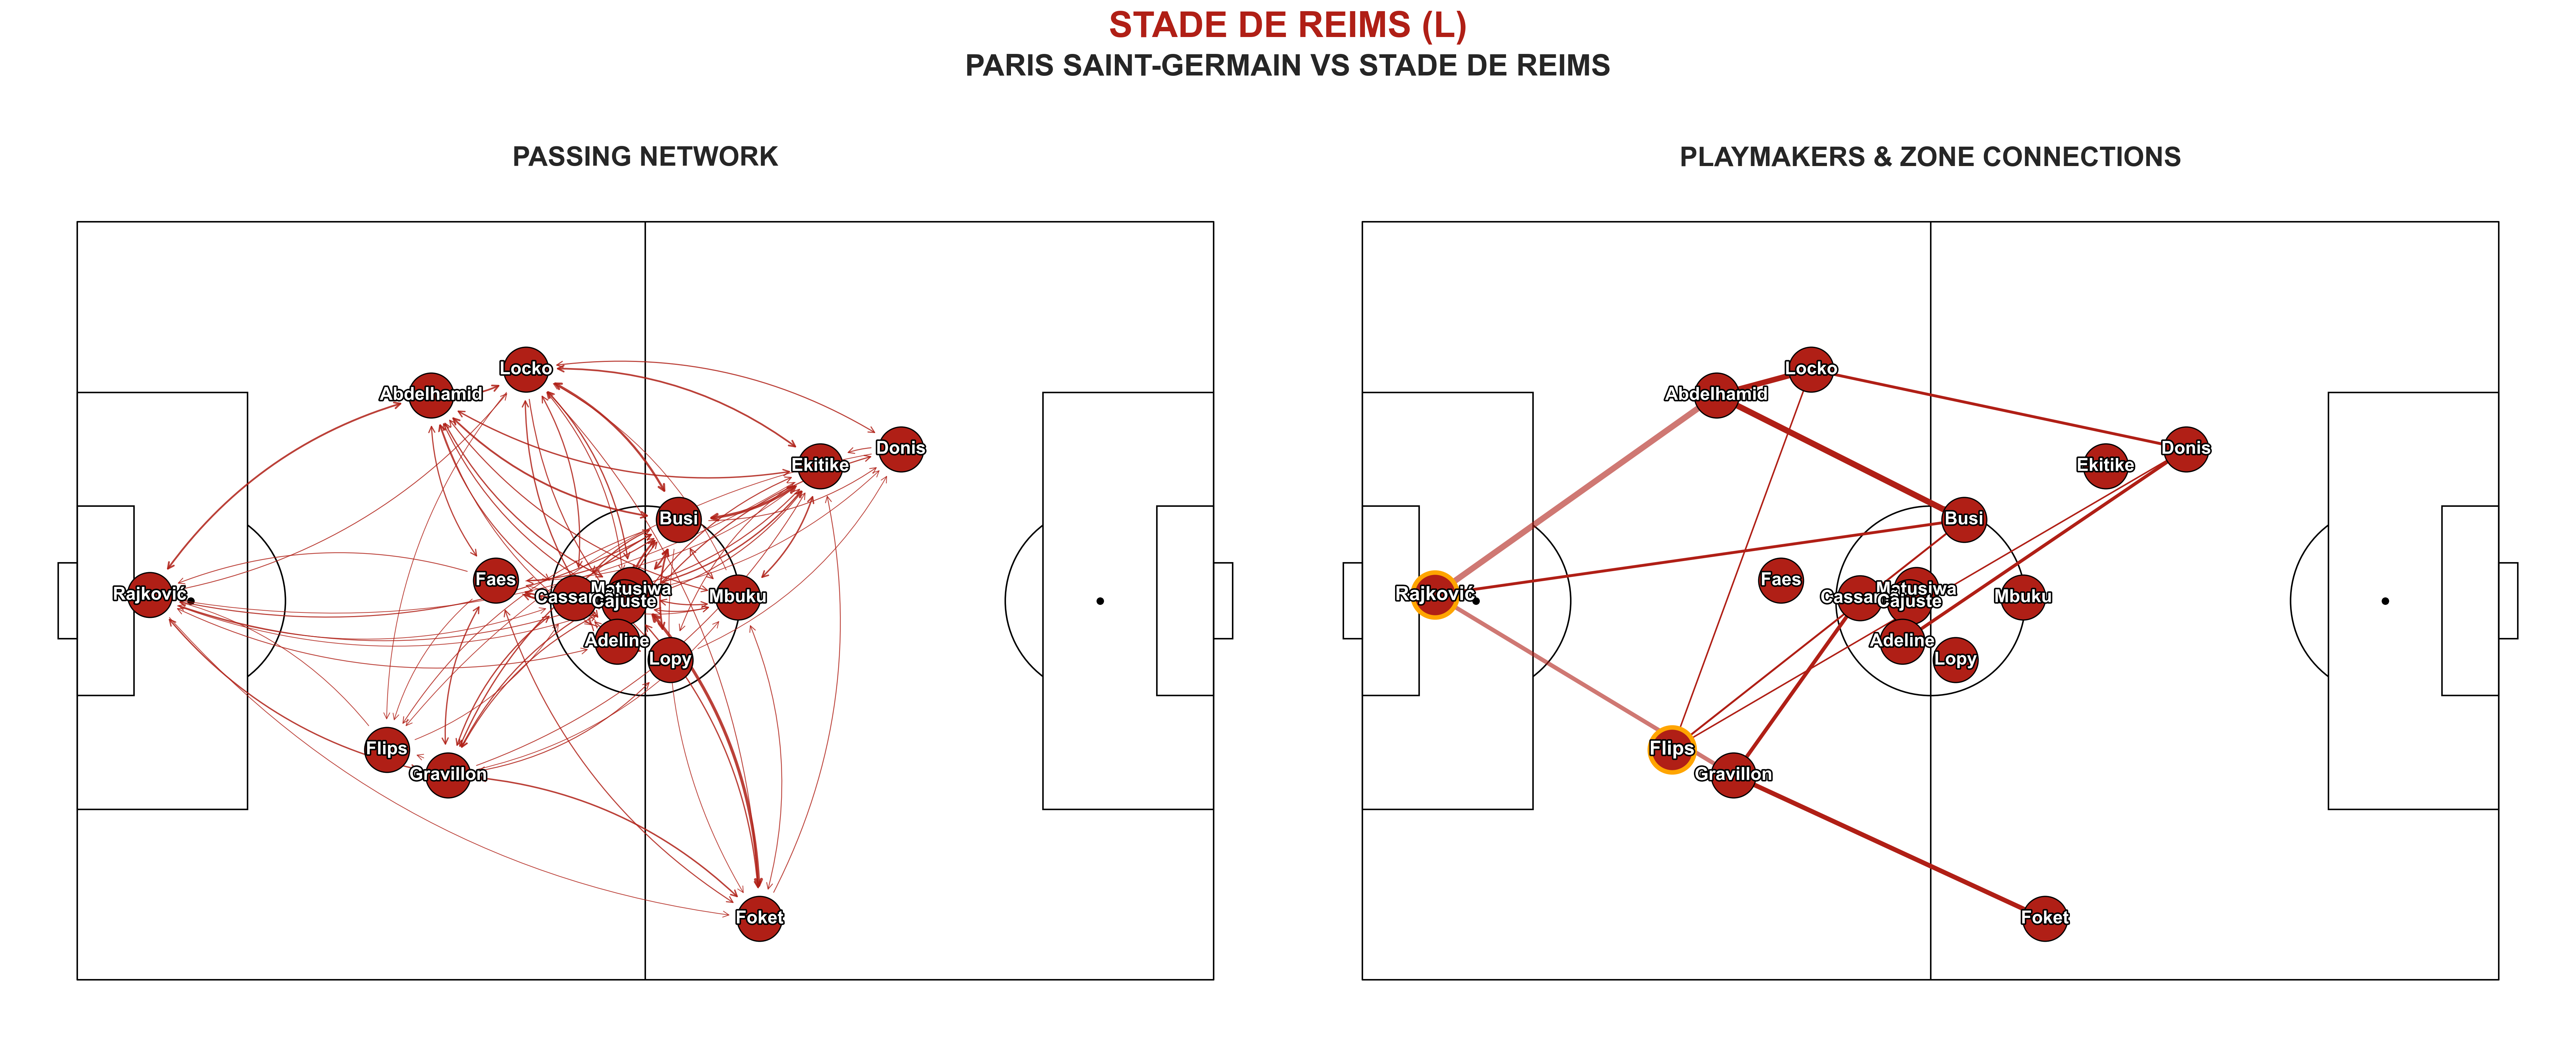 STADE DE REIMS (L)
PARIS SAINT-GERMAIN VS STADE DE REIMS
PASSING NETWORK
Locko
Abdelhamid
Donis
Ekitike
Busi
Faes
Matusiwa
Rajković
Cassam
Cajuste
Mbuku
Adeline
Lopy
Flips
Gravillon
Foket
PLAYMAKERS & ZONE CONNECTIONS
Locko
Abdelhamid
Donis
Ekitike
Busi
Faes
Matusiwa
Rajković
Cassam
Cajuste
Mbuku
Adeline
Lopy
Flips
Gravillon
Foket